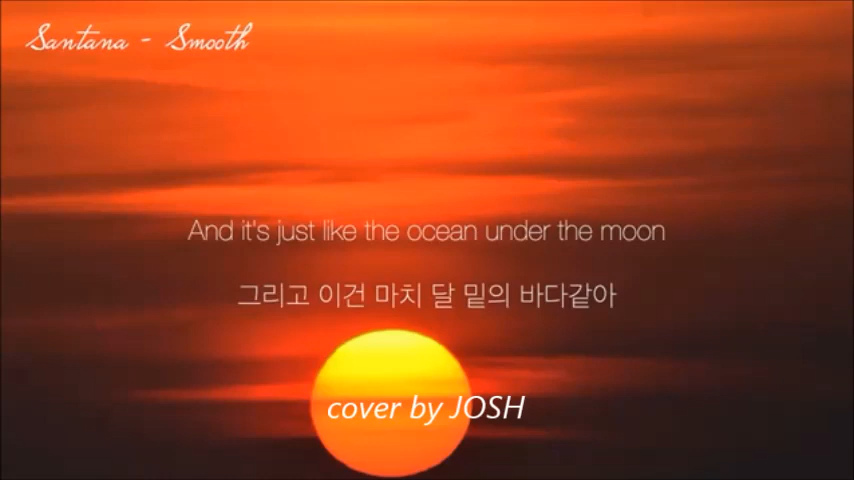 Santana - Smooth
And it's just like the ocean under the moon
그리고 이건 마치 달 밑의 바다같아
cover by JOSH